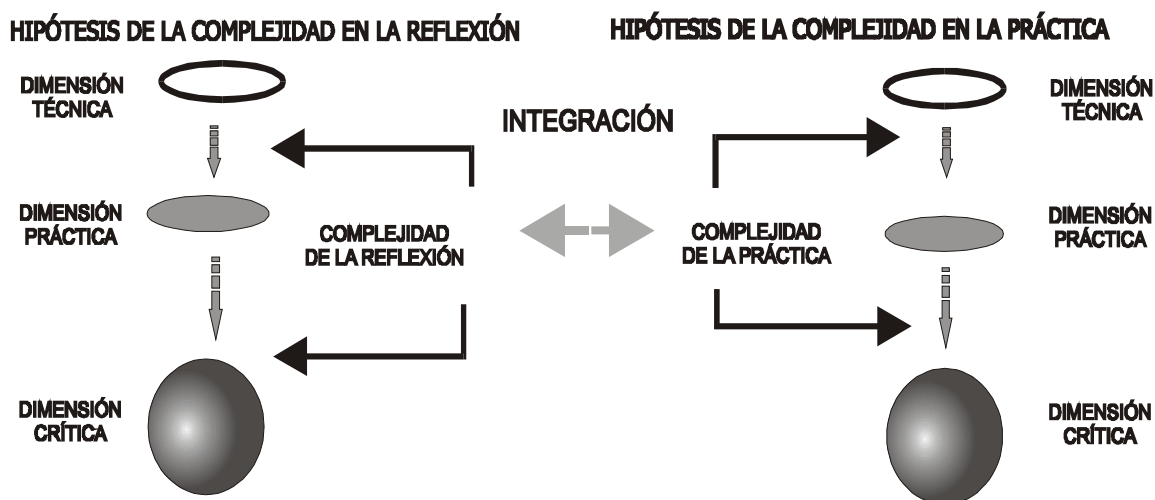 HIPÓTESIS DE LA COMPLEJIDAD EN LA REFLEXIÓN
DIMENSIÓN
TÉCNICA
DIMENSIÓN
PRÁCTICA
COMPLEJIDAD
DE LA REFLEXIÓN
DIMENSIÓN
CRÍTICA
INTEGRACIÓN
HIPÓTESIS DE LA COMPLEJIDAD EN LA PRÁCTICA
DIMENSIÓN
TÉCNICA
COMPLEJIDAD
DE LA PRÁCTICA
DIMENSIÓN
PRÁCTICA
DIMENSIÓN
CRÍTICA